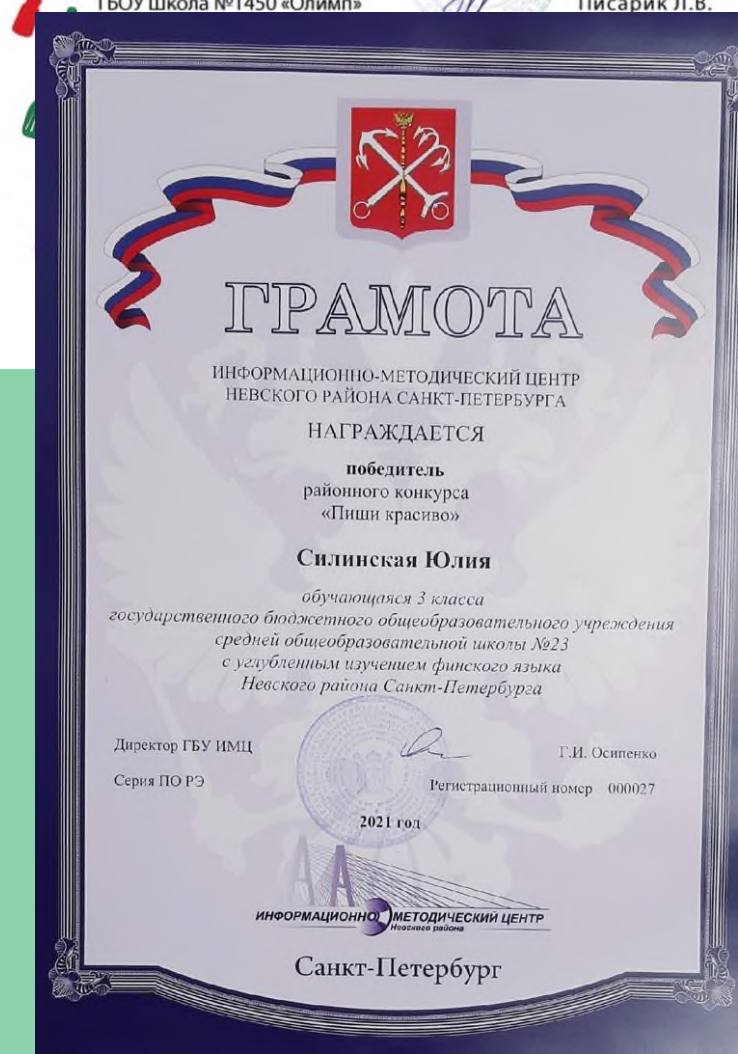 ГБОУ Школа №1450 «Олимп»
Писарик Л.В.
ГРАМОТА
ИНФОРМАЦИОННО-МЕТОДИЧЕСКИЙ ЦЕНТР
НЕВСКОГО РАЙОНА САНКТ-ПЕТЕРБУРГА
НАГРАЖДАЕТСЯ
победитель
районного конкурса
«Пиши красиво»
Силинская Юлия
обучающаяся 3 класса
государственного бюджетного общеобразовательного учреждения
средней общеобразовательной школы №23
с углубленным изучением финского языка
Невского района Санкт-Петербурга
Директор ГБУ ИМЦ
Г.И. Осипенко
Серия ПО РЭ
Регистрационный номер 000027
2021 год
ИНФОРМАЦИОННО МЕТОДИЧЕСКИЙ ЦЕНТР
Невского района
Санкт-Петербург